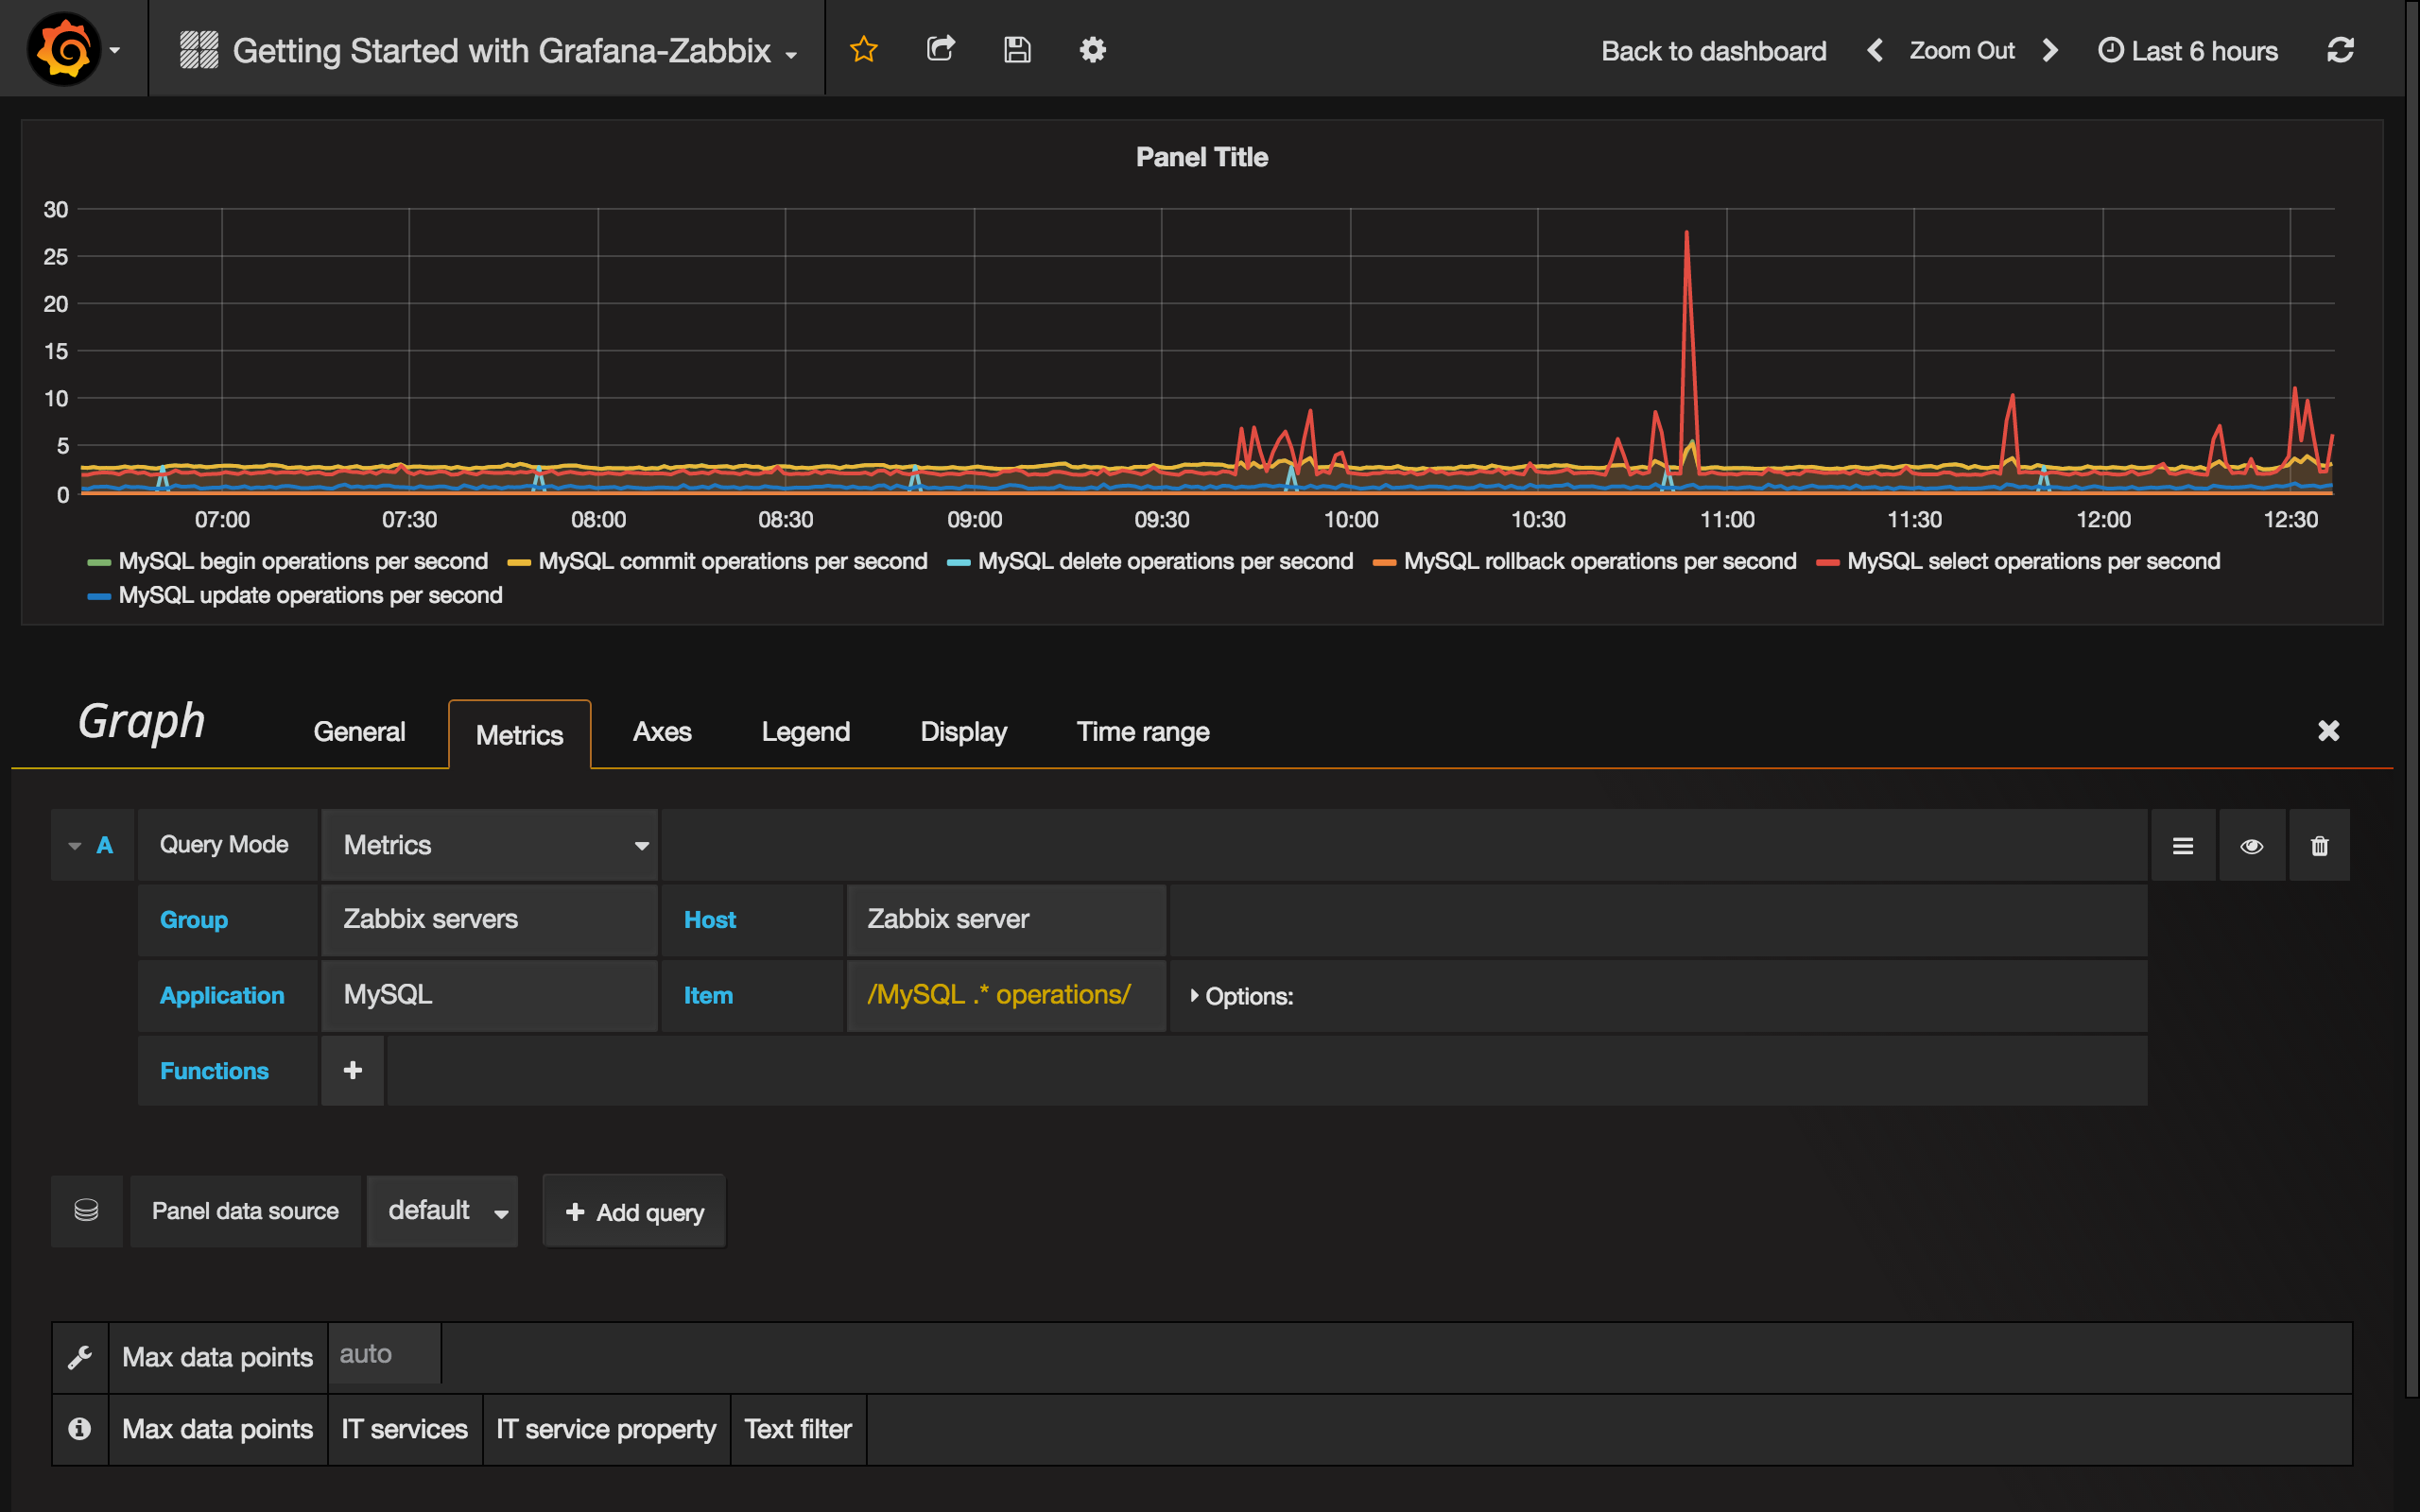 Getting Started with Grafana-Zabbix
Back to dashboard Zoom Out Last 6 hours
Panel Title
30
25
20
15
10
5
0
07:00 07:30 08:00 08:30 09:00 09:30 10:00 10:30 11:00 11:30 12:00 12:30
MySQL begin operations per second MySQL commit operations per second MySQL delete operations per second MySQL rollback operations per second MySQL select operations per second
MySQL update operations per second
Graph General Metrics Axes Legend Display Time range
A Query Mode Metrics
Group Zabbix servers Host Zabbix server
Application MySQL Item /MySQL .* operations/ Options:
Functions
Panel data source default Add query
Max data points auto
Max data points IT services IT service property Text filter